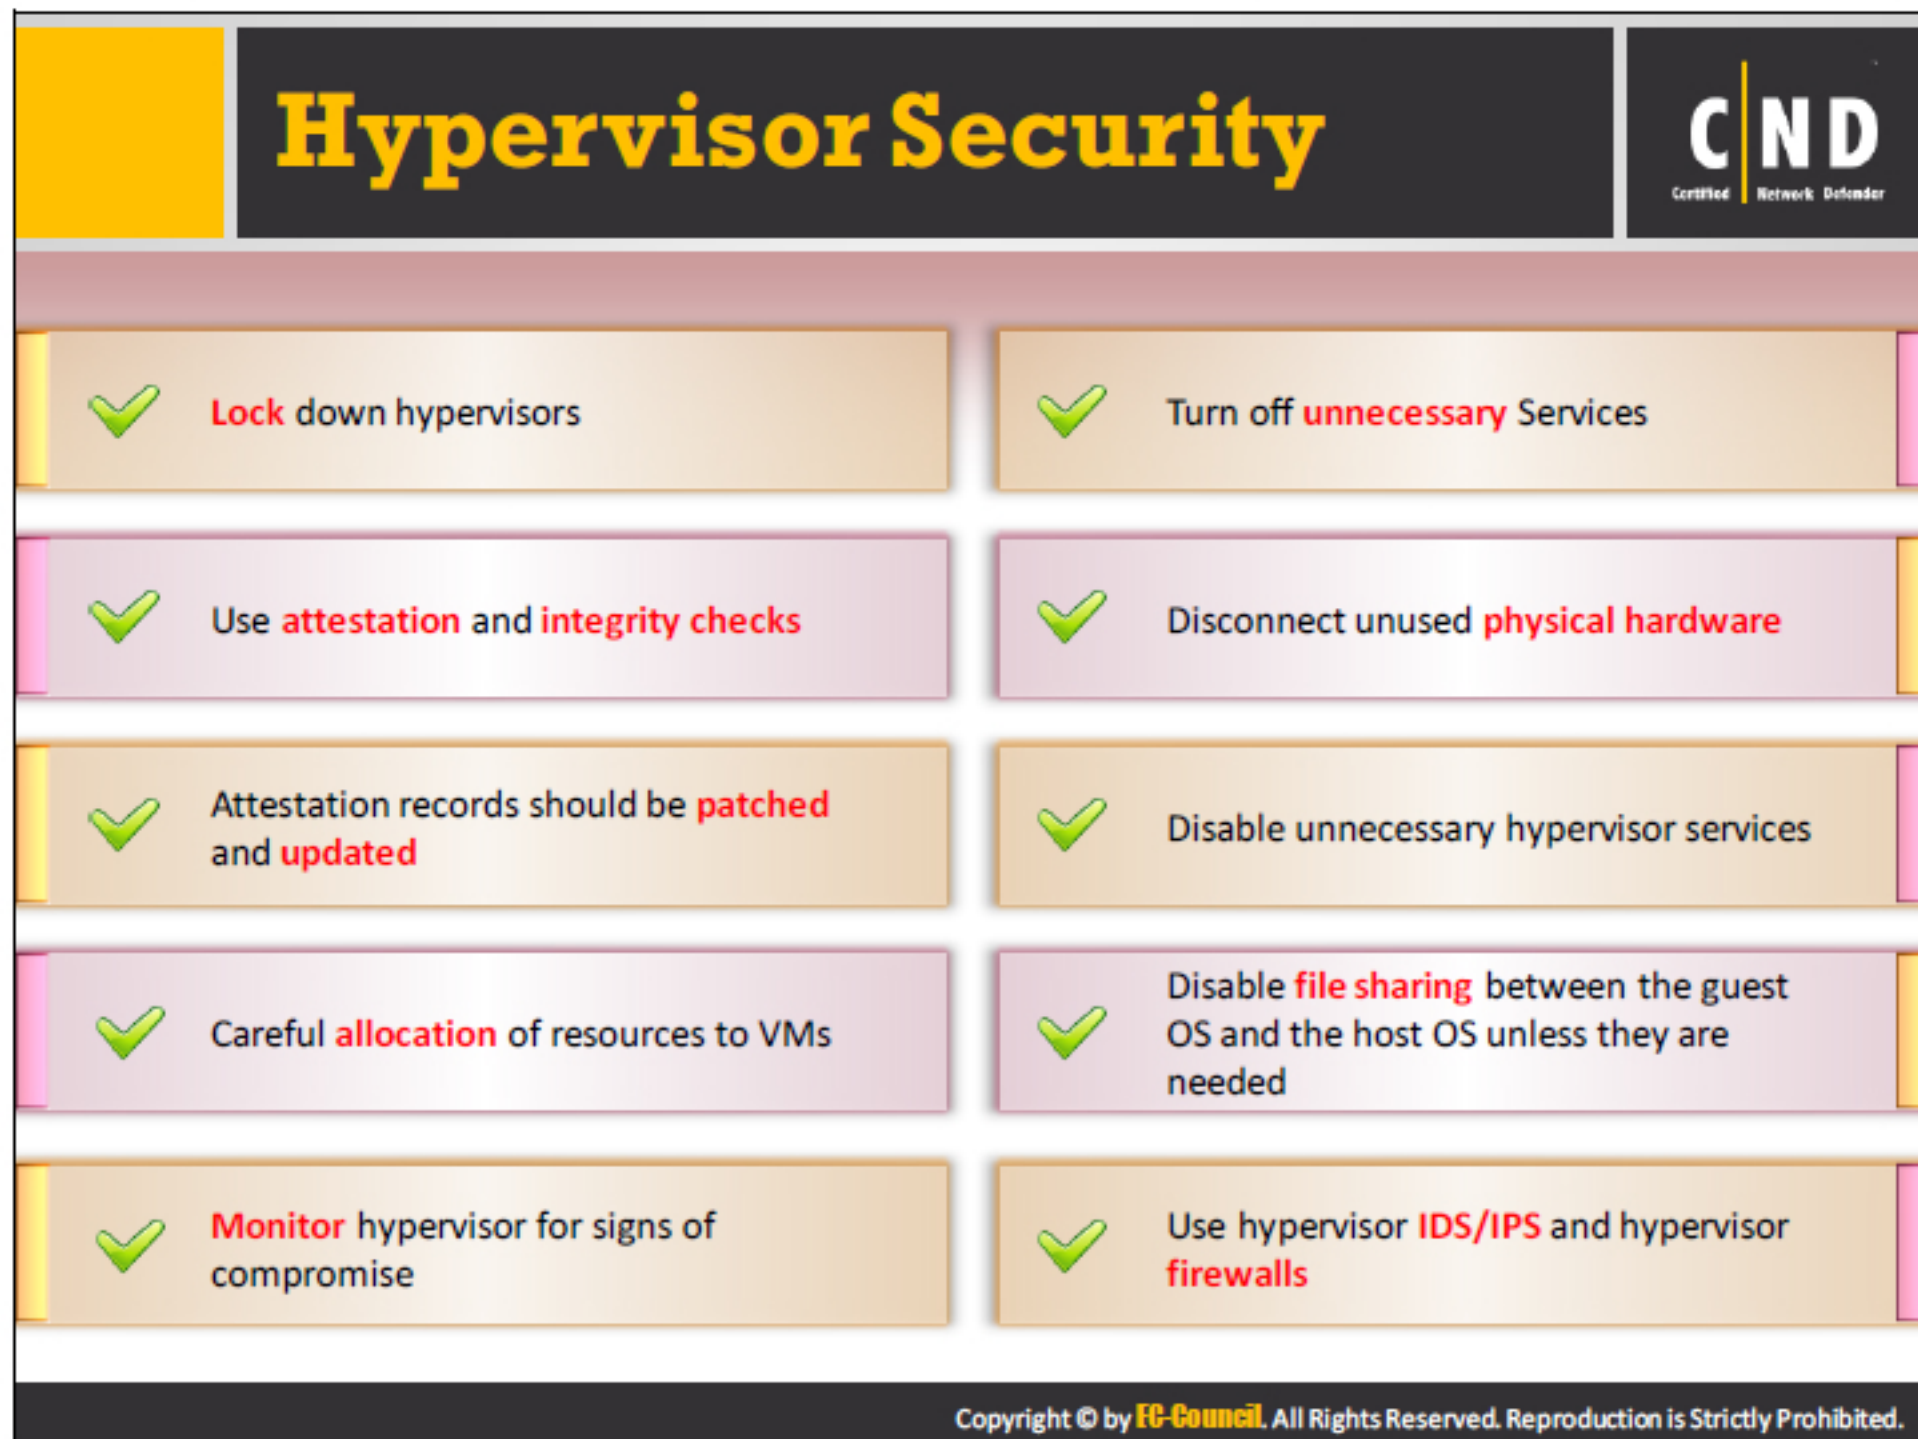 Hypervisor Security
C|ND
Certified Network Defender
Lock down hypervisors
Turn off unnecessary Services
Use attestation and integrity checks
Disconnect unused physical hardware
Attestation records should be patched
and updated
Disable unnecessary hypervisor services
Careful allocation of resources to VMs
Disable file sharing between the guest
OS and the host OS unless they are
needed
Monitor hypervisor for signs of
compromise
Use hypervisor IDS/IPS and hypervisor
firewalls
Copyright © by EC-Council. All Rights Reserved. Reproduction is Strictly Prohibited.